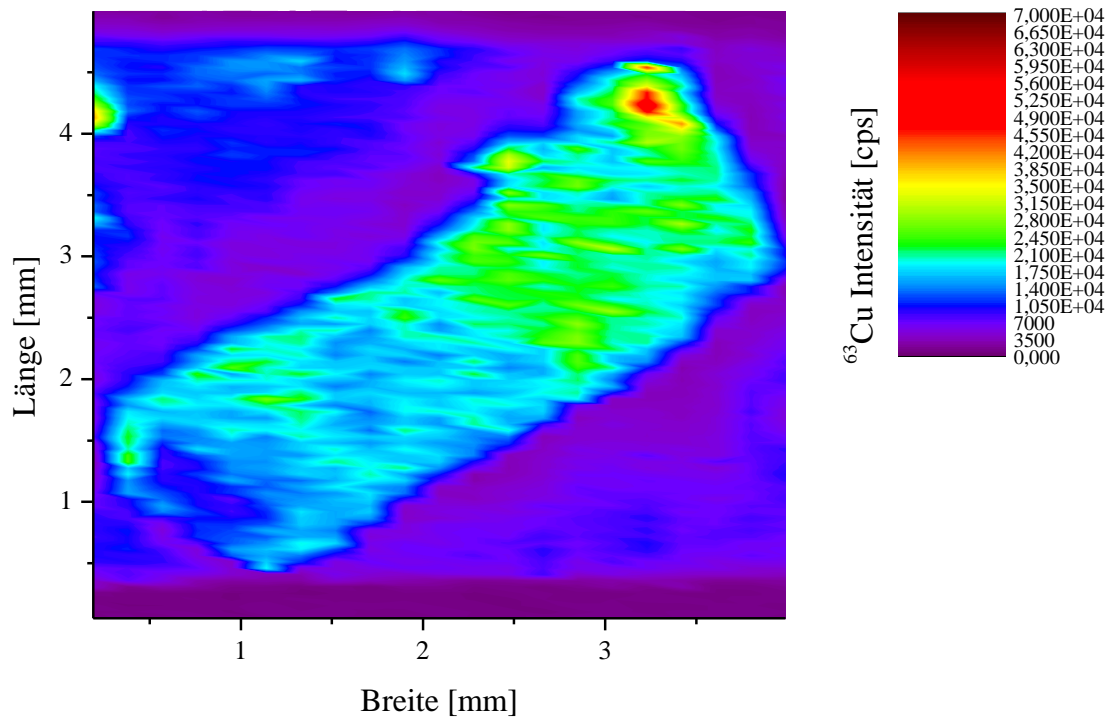 4
3
2
1
Länge [mm]
1
2
3
Breite [mm]
⁶³Cu Intensität [cps]
7,000E+04
6,650E+04
6,300E+04
5,950E+04
5,600E+04
5,250E+04
4,900E+04
4,550E+04
4,200E+04
3,850E+04
3,500E+04
3,150E+04
2,800E+04
2,450E+04
2,100E+04
1,750E+04
1,400E+04
1,050E+04
7000
3500
0,000